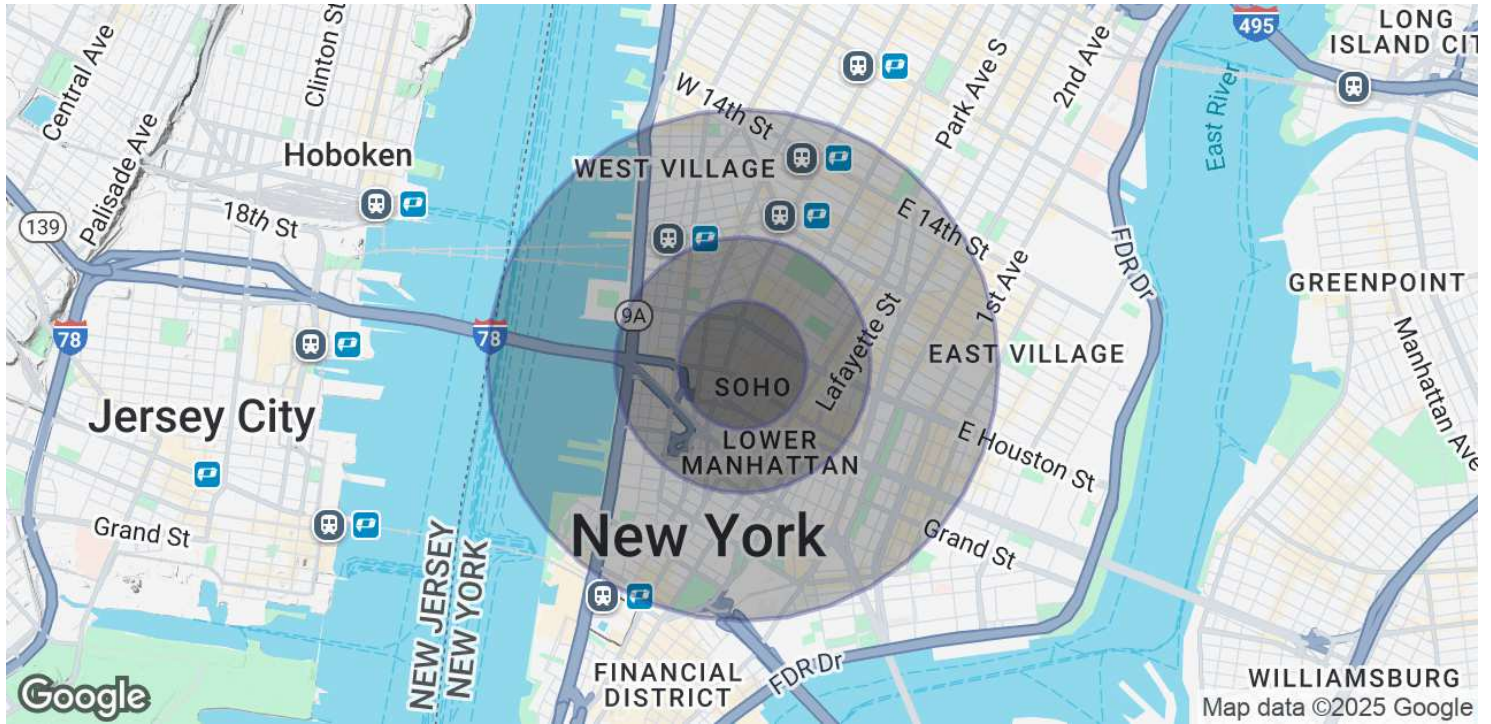 Central Ave
Clinton St
Palisade Ave
Hoboken
18th St
139
78
78
9A
495
LONG
ISLAND CIT
W 14th St
Park Ave S
2nd Ave
East River
WEST VILLAGE
E 14th St
1st Ave
FDR Dr
GREENPOINT
Manhattan Ave
Lafayette St
EAST VILLAGE
SOHO
LOWER
MANHATTAN
E Houston St
Jersey City
Grand St
New York
Grand St
NEW JERSEY
NEW YORK
FINANCIAL
DISTRICT
FDR Dr
WILLIAMSBURG
Google
Map data ©2025 Google